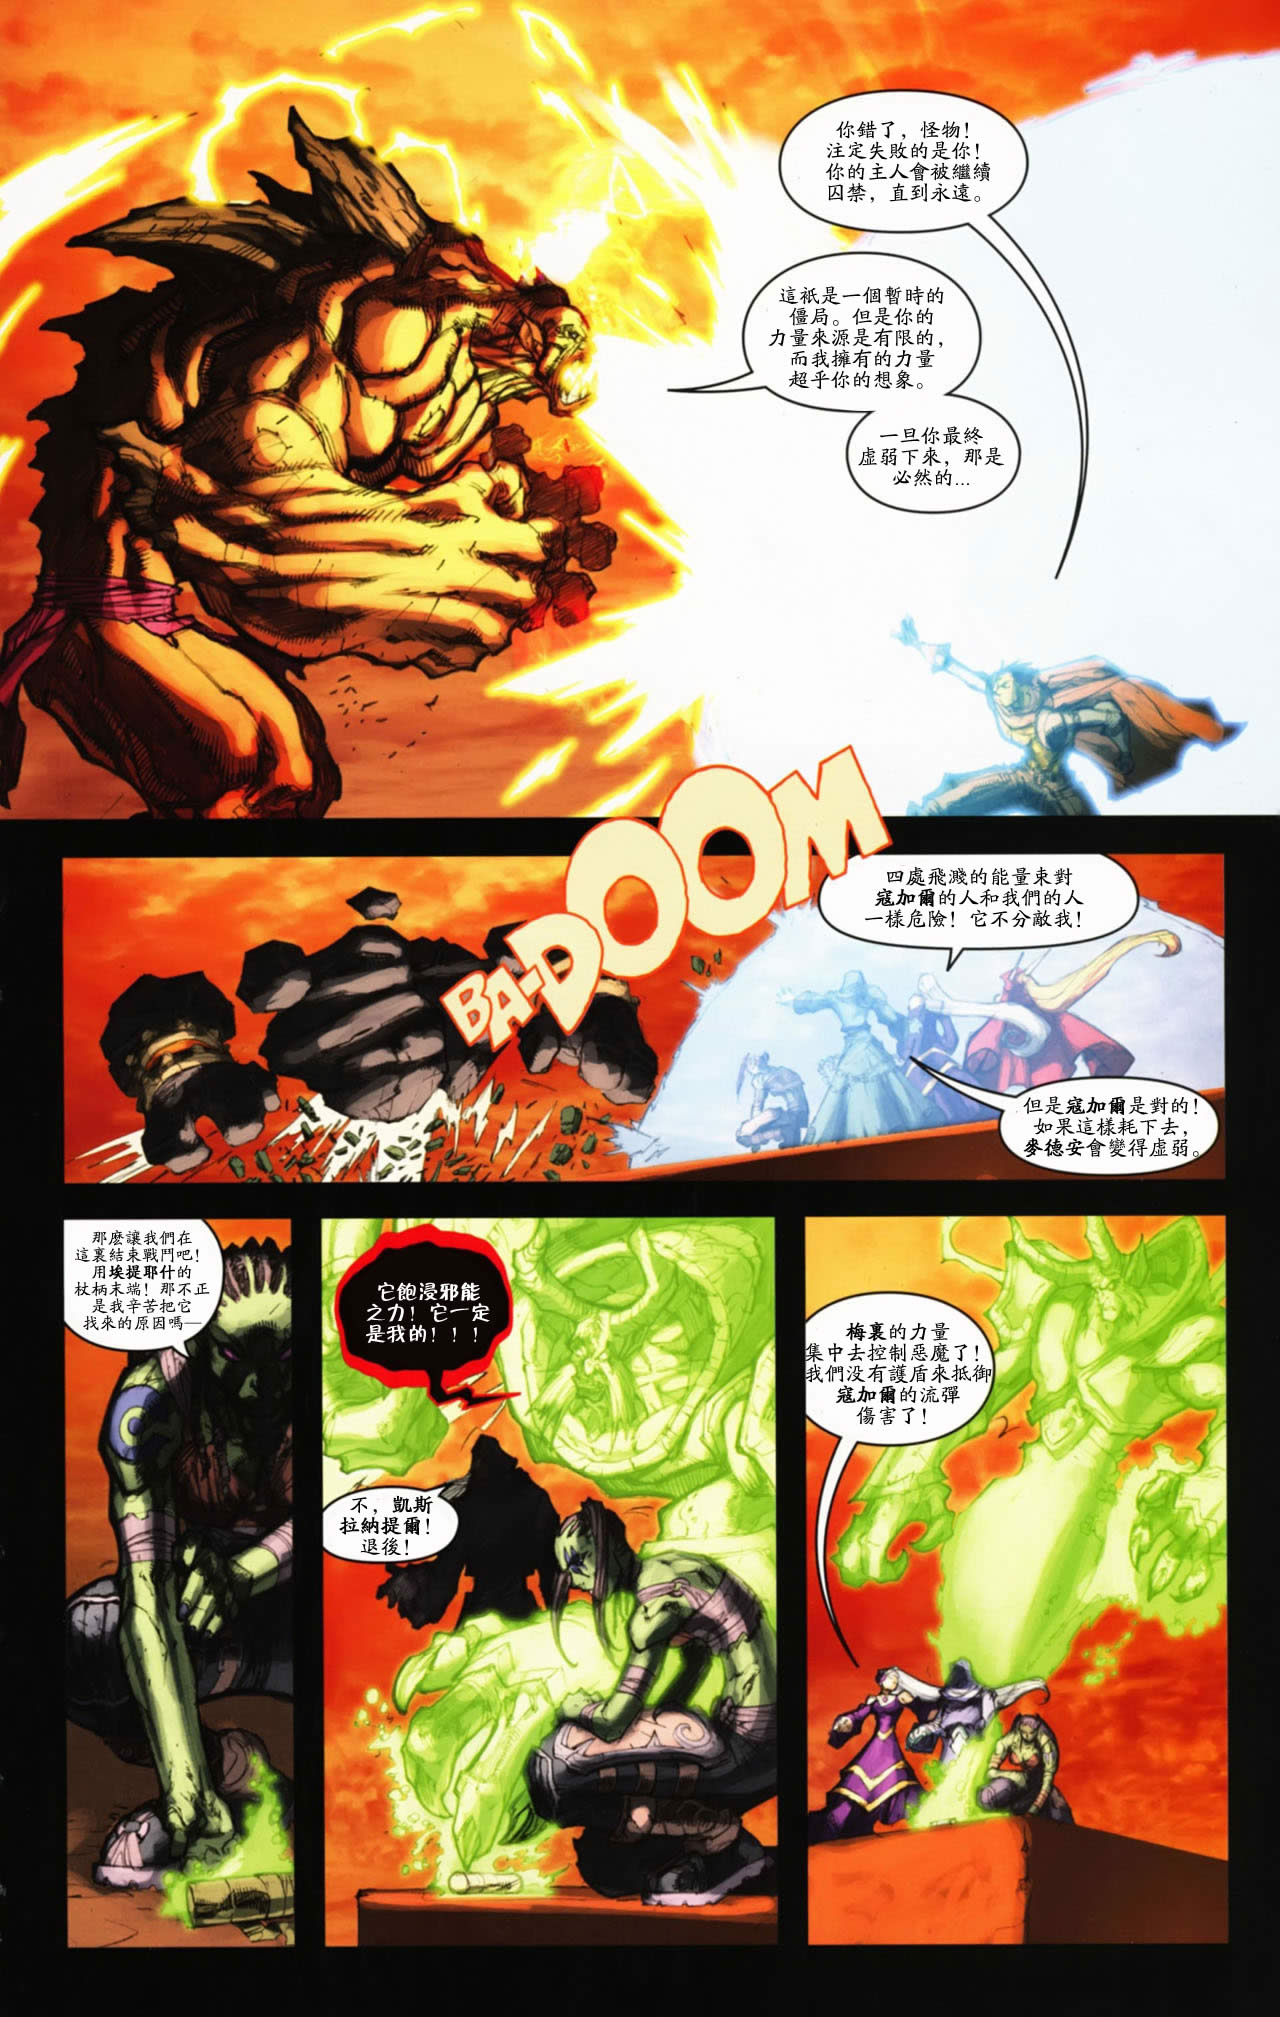 你錯了，怪物！
注定失敗的是你！
你的主人會被繼續
囚禁，直到永遠。
這衹是一個暫時的
僵局。但是你的
力量來源是有限的，
而我擁有的力量
超乎你的想象。
一旦你最終
虛弱下來，那是
必然的…
BA-DOOM
四處飛濺的能量束對
寇加爾的人和我們的人
一樣危險！它不分敵我！
但是寇加爾是對的！
如果這樣耗下去，
麥德安會變得虛弱。
那麽讓我們在
這裏結束戰鬥吧！
用埃提耶什的
杖柄末端！那不正
是我辛苦把它
找來的原因嗎—
它飽浸邪能
之力！它一定
是我的！！！
不，凱斯
拉納提爾！
退後！
梅裏的力量
集中去控制惡魔了！
我們没有護盾來抵御
寇加爾的流彈
傷害了！